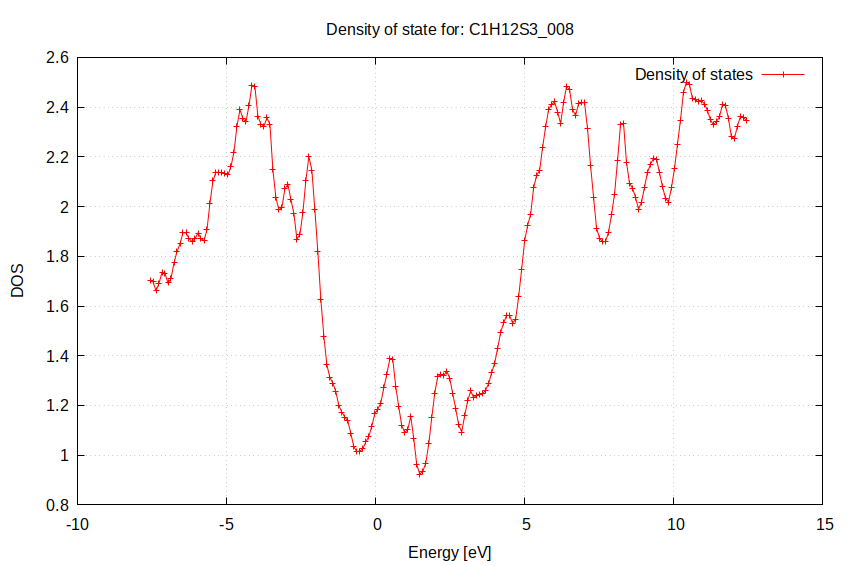 Density of state for: C1H12S3_008
Density of states
2.6
2.4
2.2
2
1.8
1.6
1.4
1.2
1
0.8
DOS
-10 -5 0 5 10 15
Energy [eV]